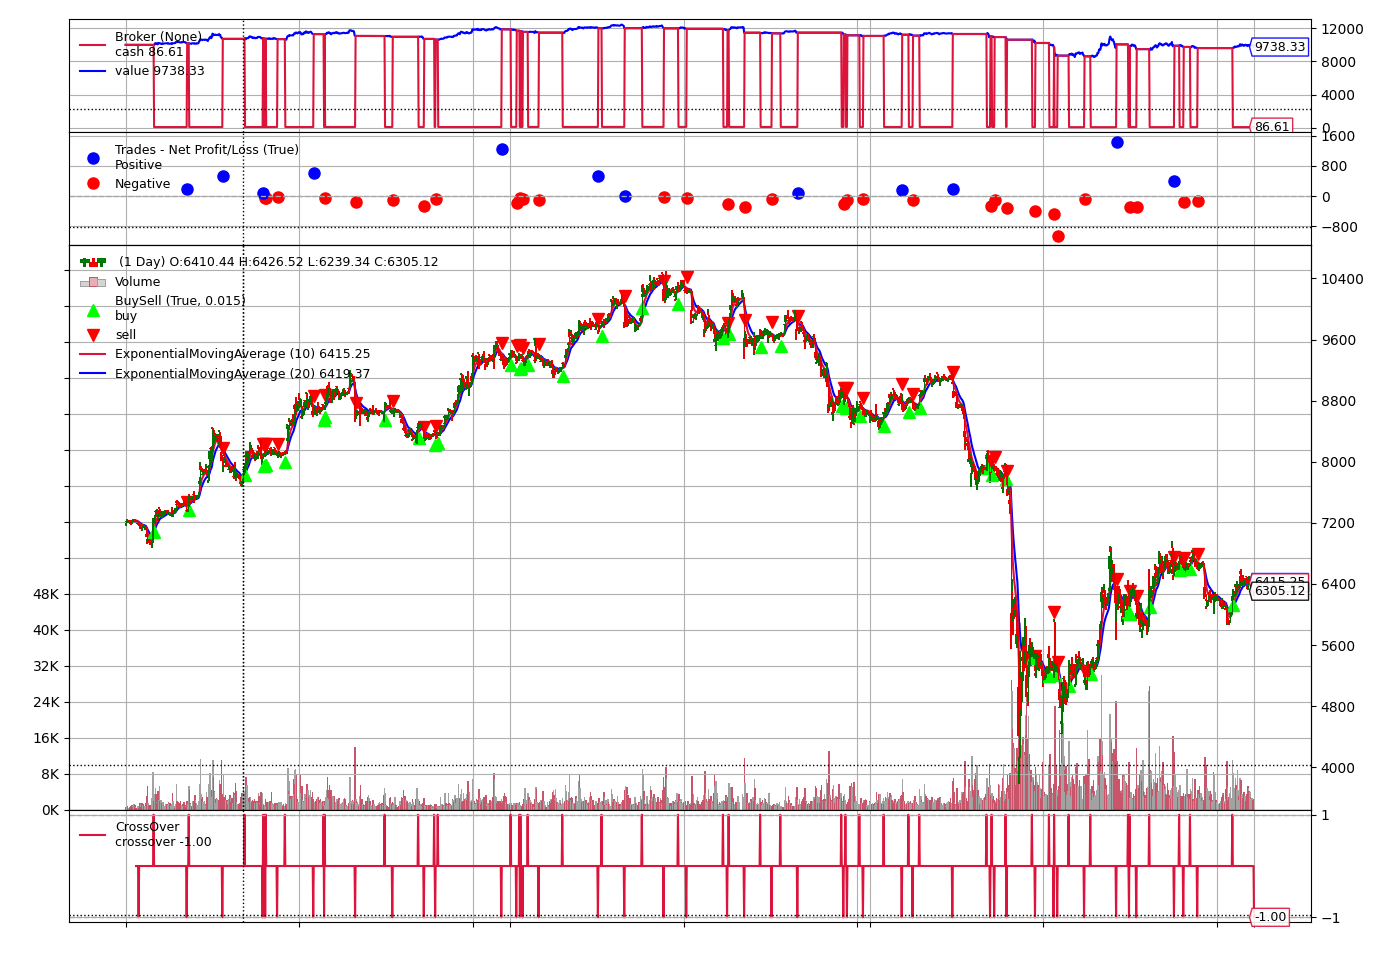 Broker (None)
cash 86.61
value 9738.33
12000
9738.33
8000
4000
86.61
0
Trades - Net Profit/Loss (True)
Positive
Negative
1600
800
0
−800
(1 Day) O:6410.44 H:6426.52 L:6239.34 C:6305.12
Volume
BuySell (True, 0.015)
buy
sell
ExponentialMovingAverage (10) 6415.25
ExponentialMovingAverage (20) 6419.37
10400
9600
8800
8000
7200
6400
6415.25
6305.12
5600
4800
4000
48K
40K
32K
24K
16K
8K
0K
CrossOver
crossover -1.00
1
-1.00
−1